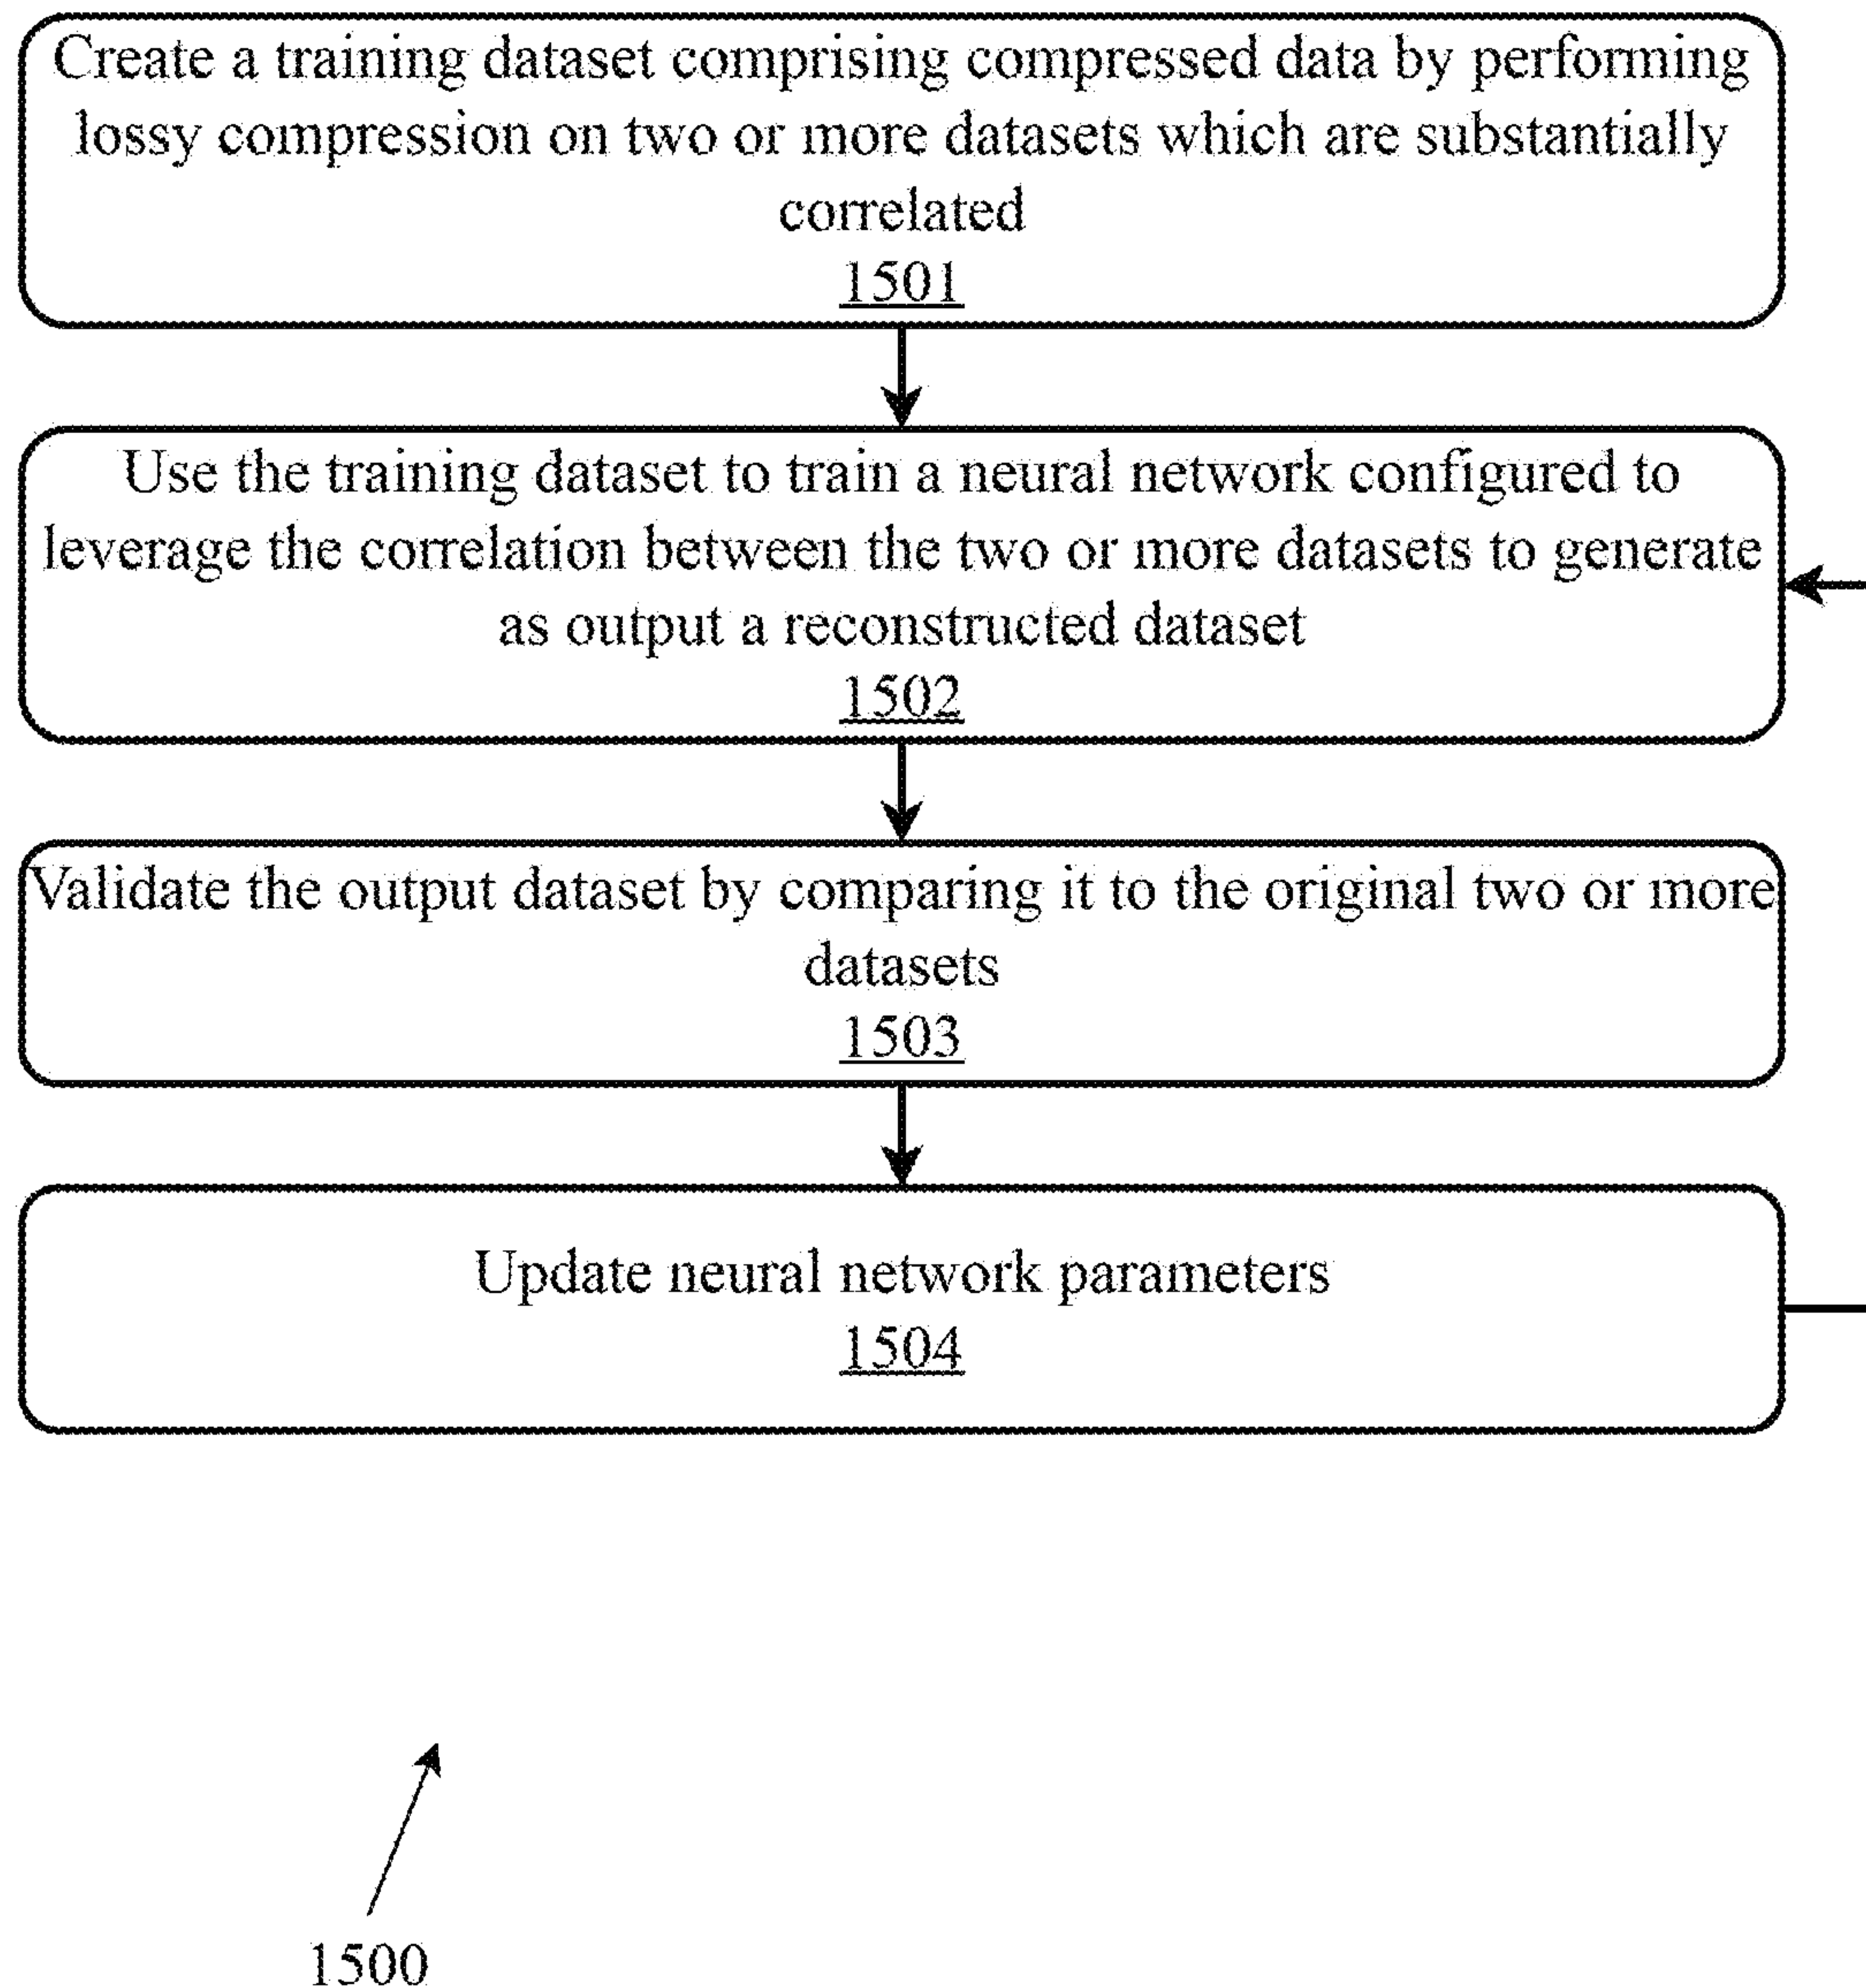 Create a training dataset comprising compressed data by performing
lossy compression on two or more datasets which are substantially
correlated
1501
Use the training dataset to train a neural network configured to
leverage the correlation between the two or more datasets to generate
as output a reconstructed dataset
1502
Validate the output dataset by comparing it to the original two or more
datasets
1503
Update neural network parameters
1504
1500